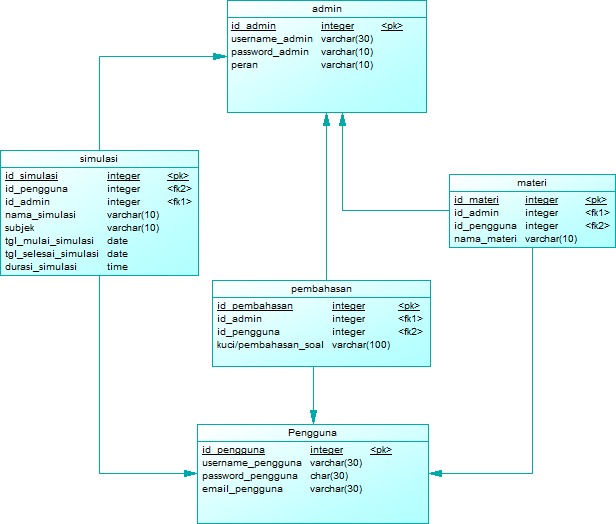 admin
id_admin integer <pk>
username_admin varchar(30)
password_admin varchar(10)
peran varchar(10)
simulasi
id_simulasi integer <pk>
id_pengguna integer <fk2>
id_admin integer <fk1>
nama_simulasi varchar(10)
subjek varchar(10)
tgl_mulai_simulasi date
tgl_selesai_simulasi date
durasi_simulasi time
materi
id_materi integer <pk>
id_admin integer <fk1>
id_pengguna integer <fk2>
nama_materi varchar(10)
pembahasan
id_pembahasan integer <pk>
id_admin integer <fk1>
id_pengguna integer <fk2>
kuci/pembahasan_soal varchar(100)
Pengguna
id_pengguna integer <pk>
username_pengguna varchar(30)
password_pengguna char(30)
email_pengguna varchar(30)